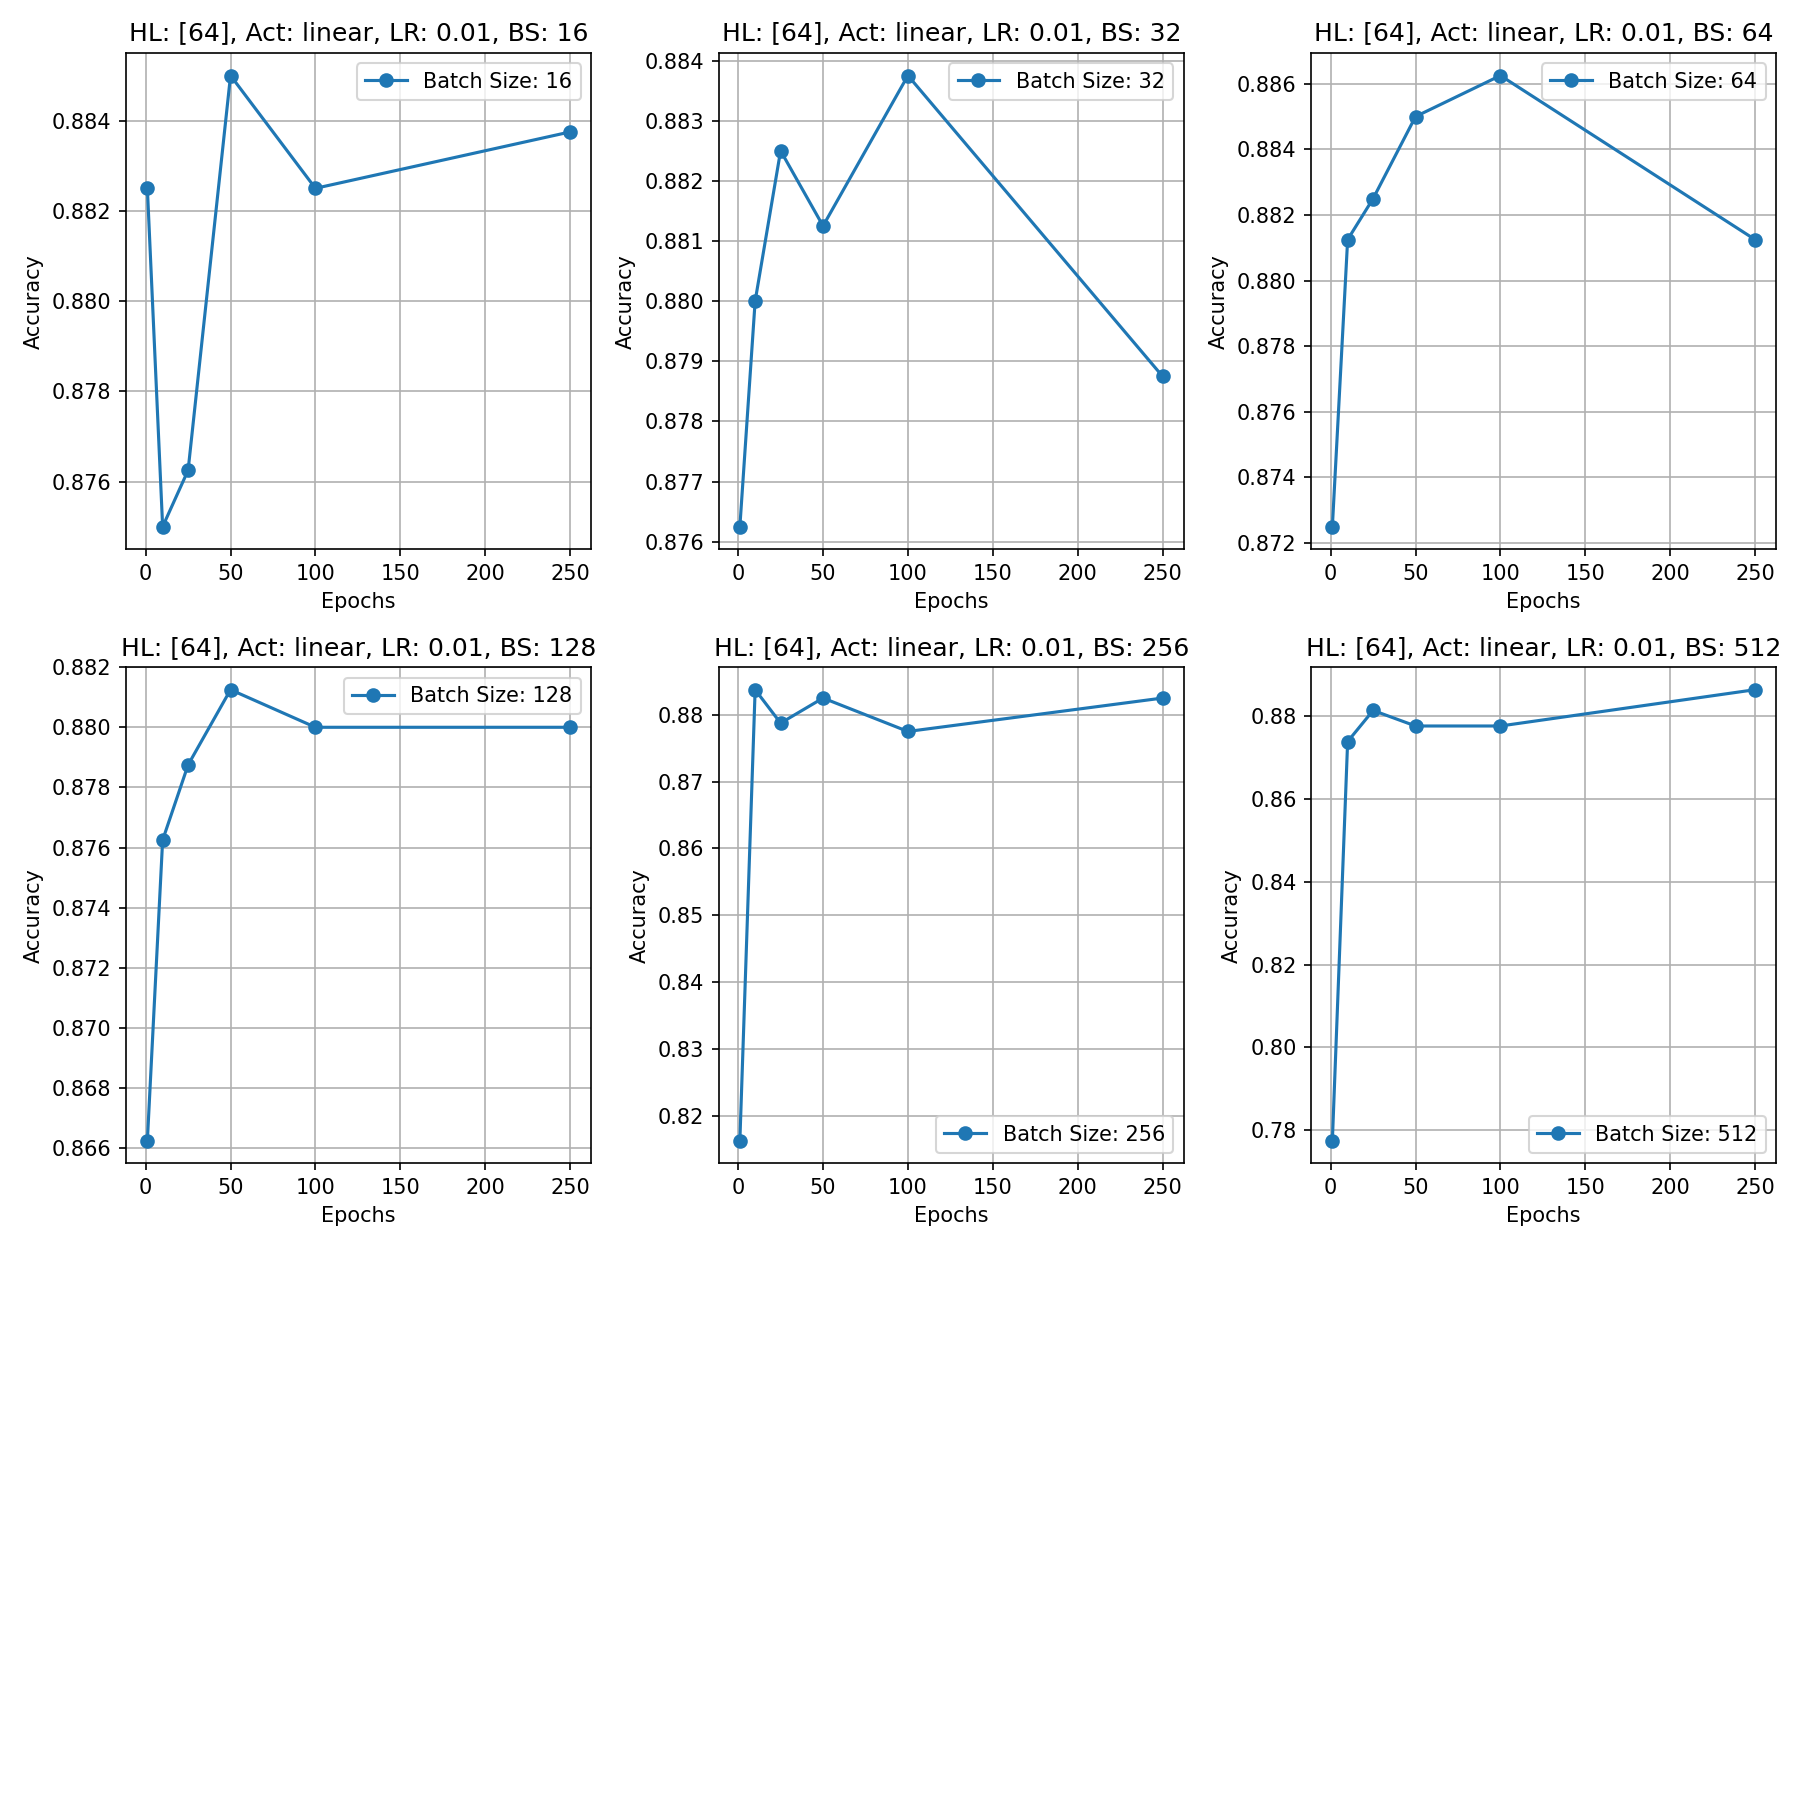 HL: [64], Act: linear, LR: 0.01, BS: 16
Batch Size: 16
0.884
0.882
0.880
0.878
0.876
Accuracy
0 50 100 150 200 250
Epochs
HL: [64], Act: linear, LR: 0.01, BS: 32
Batch Size: 32
0.884
0.883
0.882
0.881
0.880
0.879
0.878
0.877
0.876
Accuracy
0 50 100 150 200 250
Epochs
HL: [64], Act: linear, LR: 0.01, BS: 64
Batch Size: 64
0.886
0.884
0.882
0.880
0.878
0.876
0.874
0.872
Accuracy
0 50 100 150 200 250
Epochs
HL: [64], Act: linear, LR: 0.01, BS: 128
Batch Size: 128
0.882
0.880
0.878
0.876
0.874
0.872
0.870
0.868
0.866
Accuracy
0 50 100 150 200 250
Epochs
HL: [64], Act: linear, LR: 0.01, BS: 256
0.88
0.87
0.86
0.85
0.84
0.83
0.82
Accuracy
Batch Size: 256
0 50 100 150 200 250
Epochs
HL: [64], Act: linear, LR: 0.01, BS: 512
0.88
0.86
0.84
0.82
0.80
0.78
Accuracy
Batch Size: 512
0 50 100 150 200 250
Epochs